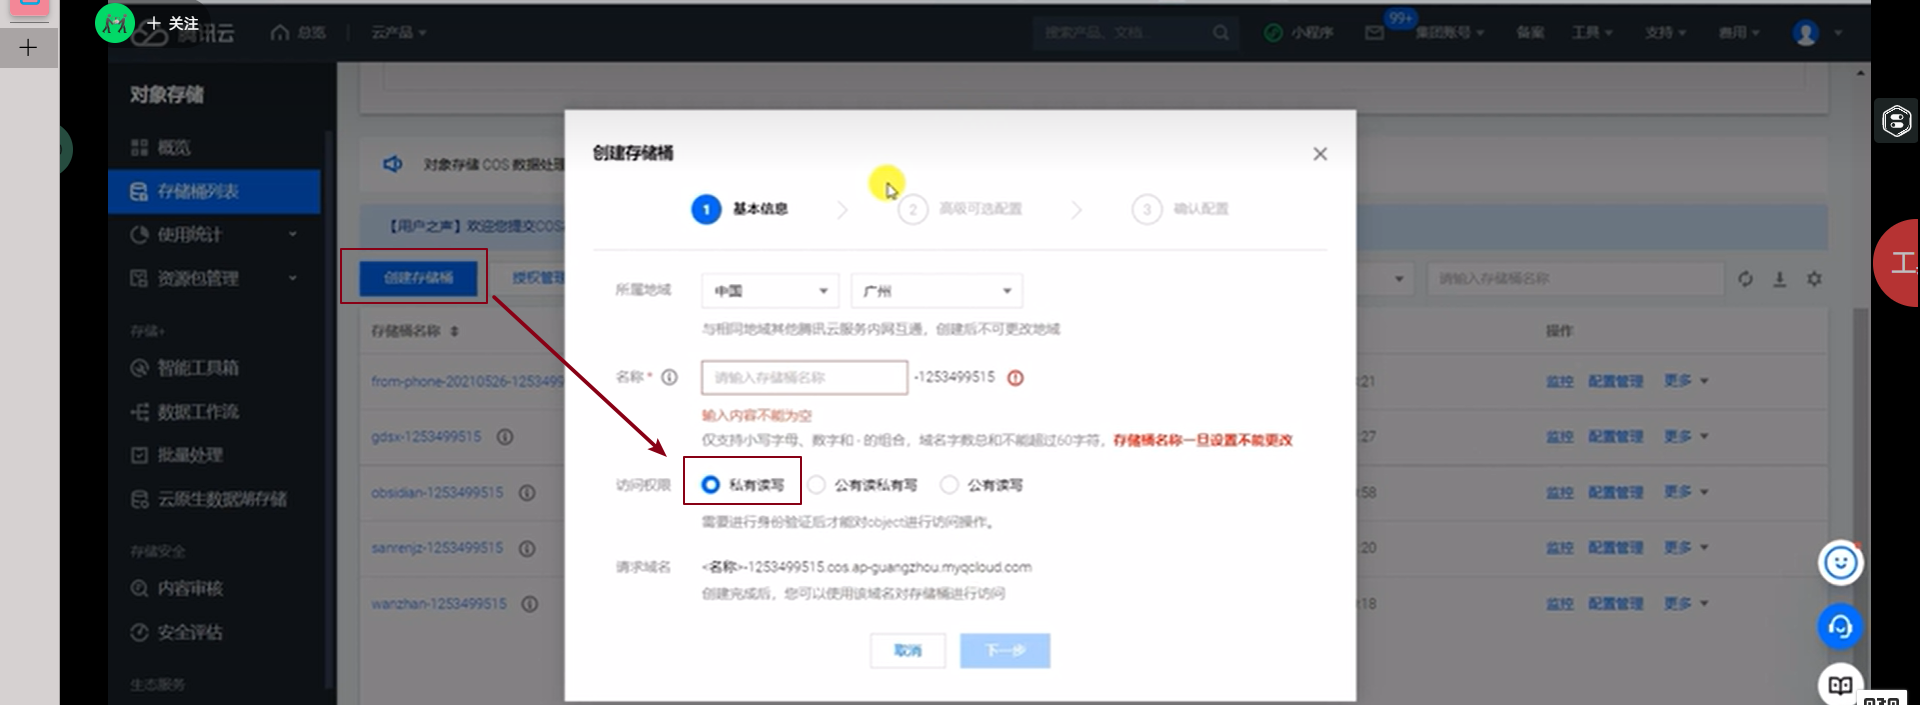 + 关注
腾讯云
总览
云产品
搜索产品、文档...
小程序
99+
集团账号
备案
工具
支持
费用
对象存储
概览
存储桶列表
使用统计
资源包管理
存储+
智能工具箱
数据工作流
批量处理
云原生数据湖存储
存储安全
内容审核
安全评估
生态服务
对象存储 COS 数据处理
【用户之声】欢迎您提交COS
创建存储桶
授权管理
请输入存储桶名称
存储桶名称
操作
from-phone-20210526-1253499
:21
监控 配置管理 更多
gdsx-1253499515
:27
监控 配置管理 更多
obsidian-1253499515
:58
监控 配置管理 更多
sanrenjz-1253499515
:20
监控 配置管理 更多
wanzhan-1253499515
:18
监控 配置管理 更多
创建存储桶
1 基本信息
2 高级可选配置
3 确认配置
所属地域
中国
广州
与相同地域其他腾讯云服务内网互通，创建后不可更改地域
名称 *
请输入存储桶名称
-1253499515
输入内容不能为空
仅支持小写字母、数字和 - 的组合，域名字数总和不能超过60字符，存储桶名称一旦设置不能更改
访问权限
私有读写
公有读私有写
公有读写
需要进行身份验证后才能对object进行访问操作。
请求域名
<名称>-1253499515.cos.ap-guangzhou.myqcloud.com
创建完成后，您可以使用该域名对存储桶进行访问
取消
下一步
工